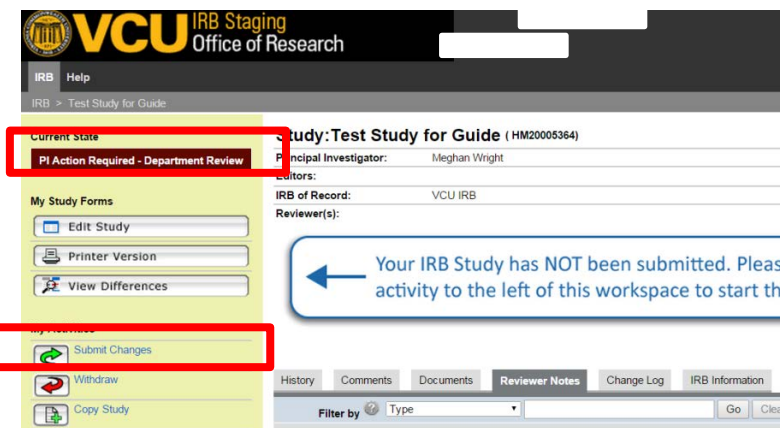 VCU IRB Staging
Office of Research
IRB Help
IRB > Test Study for Guide
Current State
PI Action Required - Department Review
My Study Forms
Edit Study
Printer Version
View Differences
My Activities
Submit Changes
Withdraw
Copy Study
Study:Test Study for Guide ( HM20005364)
Principal Investigator: Meghan Wright
Editors:
IRB of Record: VCU IRB
Reviewer(s):
Your IRB Study has NOT been submitted. Pleas
activity to the left of this workspace to start th
History Comments Documents Reviewer Notes Change Log IRB Information
Filter by Type Go Clea